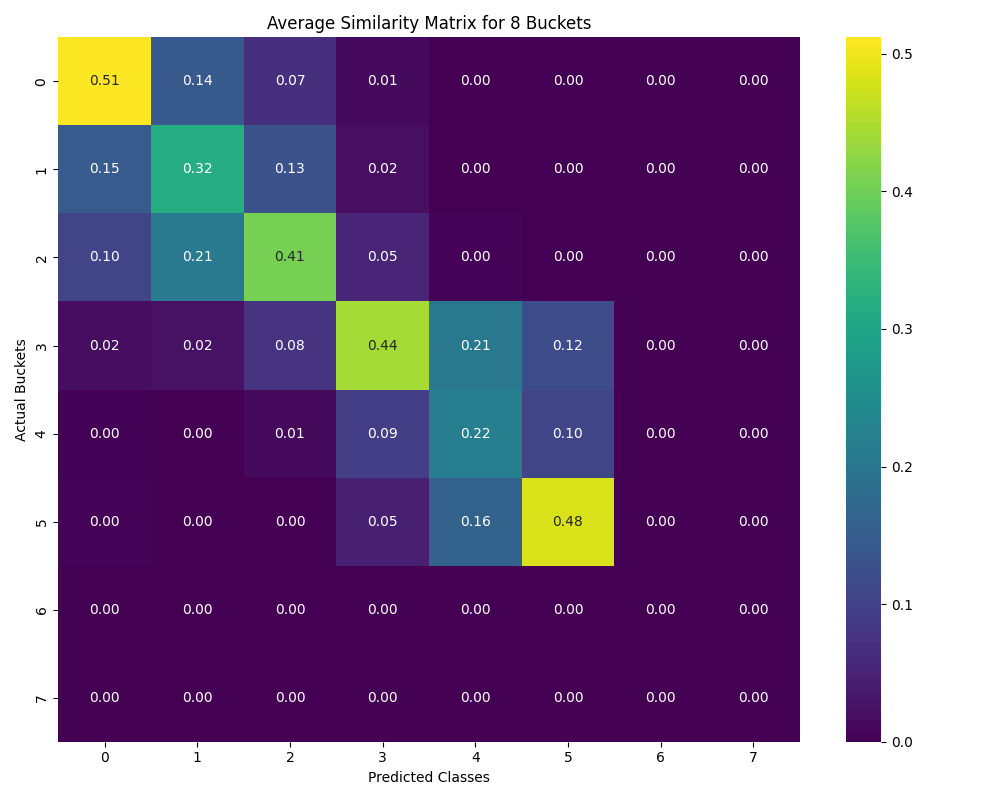 Average Similarity Matrix for 8 Buckets
0 0.51 0.14 0.07 0.01 0.00 0.00 0.00 0.00
1 0.15 0.32 0.13 0.02 0.00 0.00 0.00 0.00
2 0.10 0.21 0.41 0.05 0.00 0.00 0.00 0.00
3 0.02 0.02 0.08 0.44 0.21 0.12 0.00 0.00
4 0.00 0.00 0.01 0.09 0.22 0.10 0.00 0.00
5 0.00 0.00 0.00 0.05 0.16 0.48 0.00 0.00
6 0.00 0.00 0.00 0.00 0.00 0.00 0.00 0.00
7 0.00 0.00 0.00 0.00 0.00 0.00 0.00 0.00
0 1 2 3 4 5 6 7
Predicted Classes
Actual Buckets
0.5
0.4
0.3
0.2
0.1
0.0